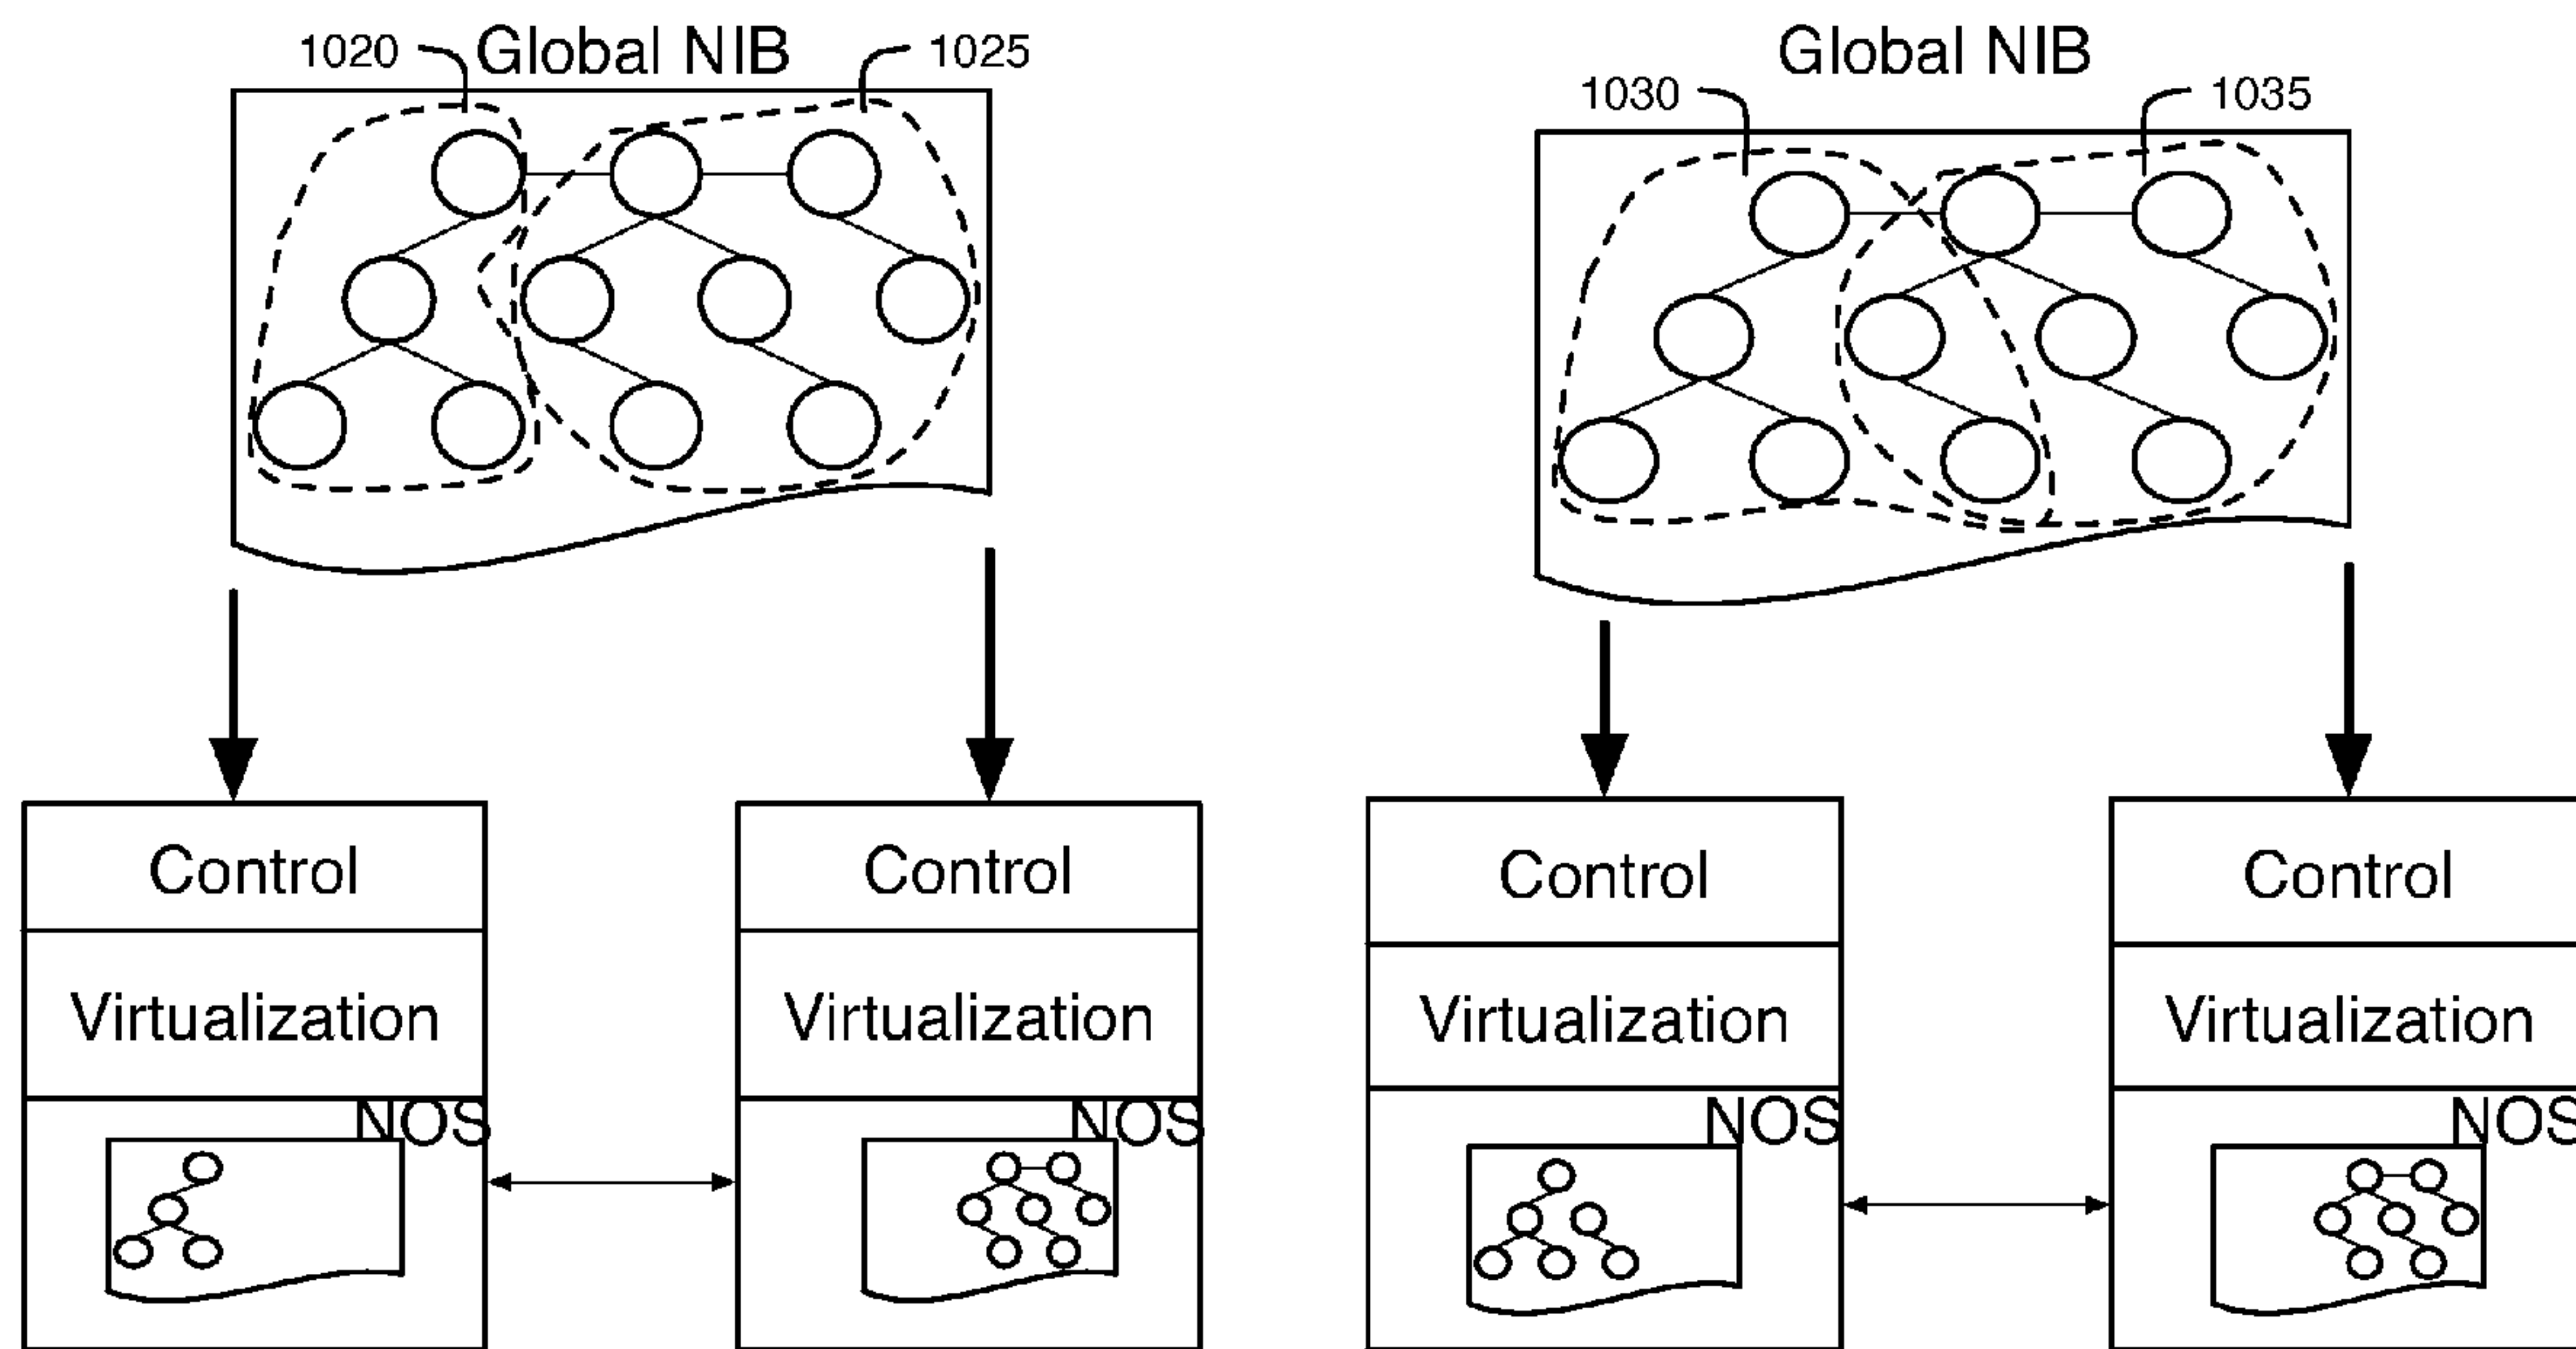 1020 Global NIB 1025
Control
Virtualization
NOS
Control
Virtualization
NOS
Global NIB
1030 1035
Control
Virtualization
NOS
Control
Virtualization
NOS